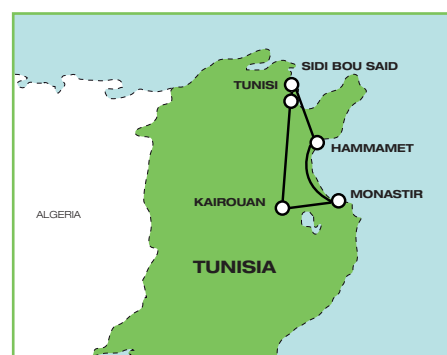 SIDI BOU SAID
TUNISI
HAMMAMET
MONASTIR
KAIROUAN
ALGERIA
TUNISIA